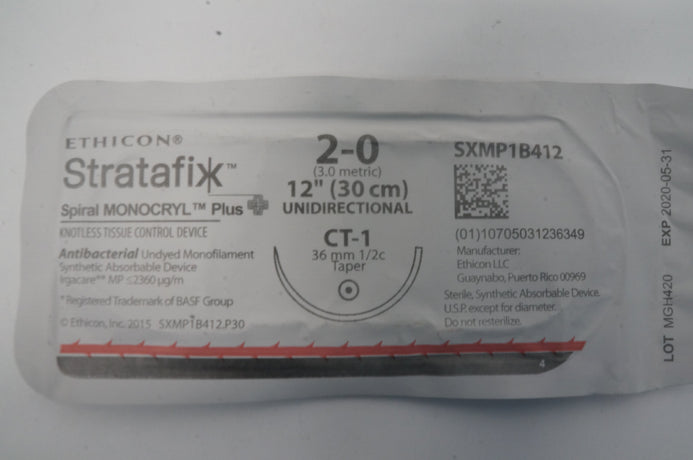 ETHICON®
Stratafix™
Spiral MONOCRYL™ Plus
KNOTLESS TISSUE CONTROL DEVICE
Antibacterial Undyed Monofilament
Synthetic Absorbable Device
Irgacare** MP ≤2360 µg/m
* Registered Trademark of BASF Group
© Ethicon, Inc. 2015 SXMP1B412.P30
2-0
(3.0 metric)
12" (30 cm)
UNIDIRECTIONAL
CT-1
36 mm 1/2c
Taper
SXMP1B412
(01)10705031236349
Manufacturer:
Ethicon LLC
Guaynabo, Puerto Rico 00969
Sterile, Synthetic Absorbable Device.
U.S.P. except for diameter.
Do not resterilize.
4
LOT MGH420 EXP 2020-05-31